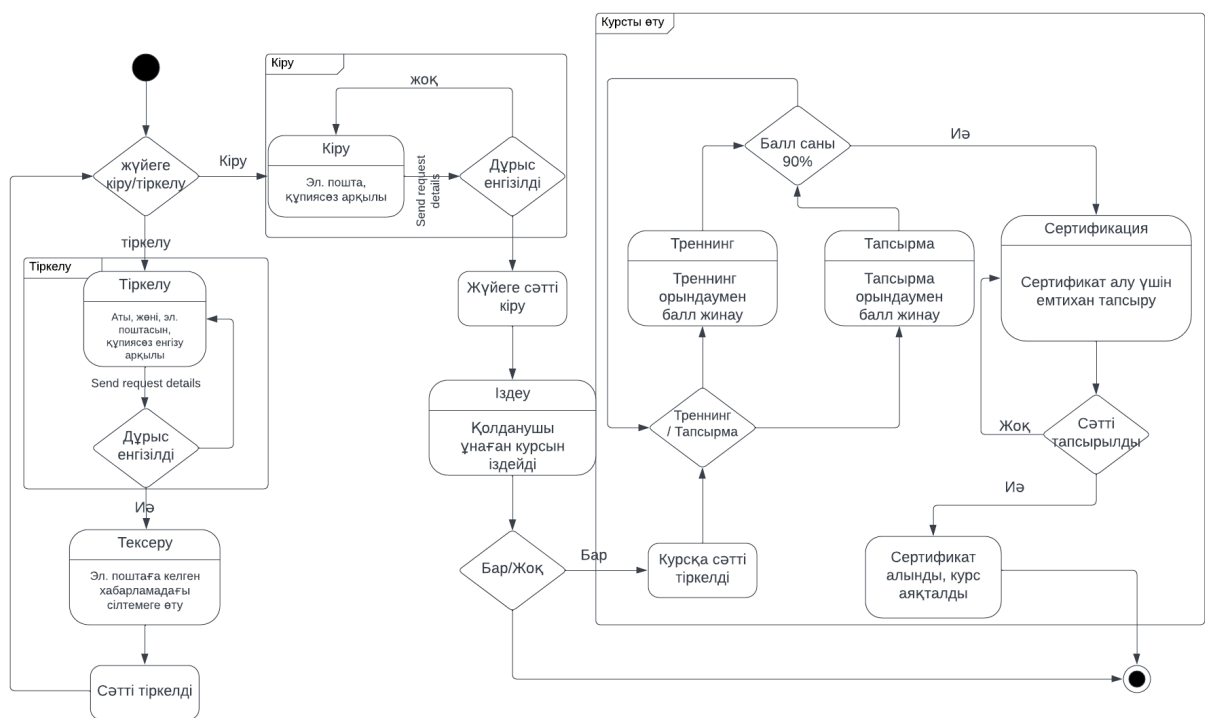 Курсты өту
Кіру
жоқ
жүйеге
кіру/тіркелу
Кіру
Кіру
Эл. пошта,
құпиясөз арқылы
Send request
details
Дұрыс
енгізілді
Балл саны
90%
Иә
тіркелу
Тіркелу
Тіркелу
Аты, жөні, эл.
поштасын,
құпиясөз енгізу
арқылы
Send request details
Дұрыс
енгізілді
Иә
Тексеру
Эл. поштаға келген
хабарламадағы
сілтемеге өту
Сәтті тіркелді
Жүйеге сәтті
кіру
Іздеу
Қолданушы
ұнаған курсын
іздейді
Бар/Жоқ
Бар
Курсқа сәтті
тіркелді
Треннинг
/ Тапсырма
Треннинг
Треннинг
орындаумен
балл жинау
Тапсырма
Тапсырма
орындаумен
балл жинау
Сертификация
Сертификат алу үшін
емтихан тапсыру
Жоқ
Сәтті
тапсырылды
Иә
Сертификат
алынды, курс
аяқталды